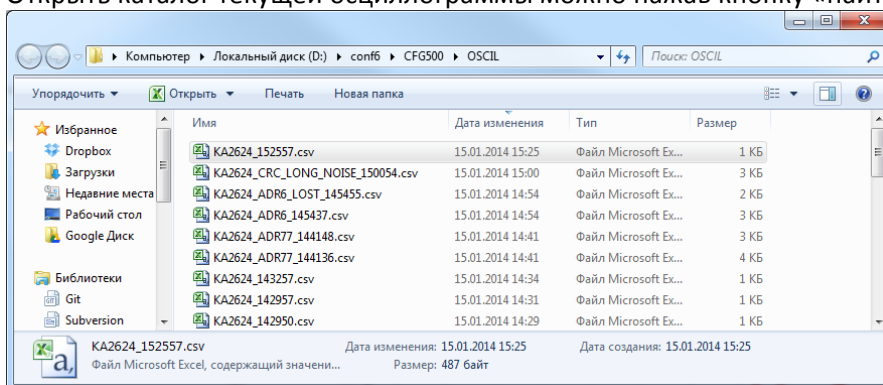 Открыть каталог текущей осциллограммы можно нажав кнопку «найт
Компьютер Локальный диск (D:) conf6 CFG500 OSCIL Поиск: OSCIL
Упорядочить Открыть Печать Новая папка
Имя Дата изменения Тип Размер
Избранное
Dropbox
Загрузки
Недавние места
Рабочий стол
Google Диск
Библиотеки
Git
Subversion
KA2624_152557.csv 15.01.2014 15:25 Файл Microsoft Ex... 1 КБ
KA2624_CRC_LONG_NOISE_150054.csv 15.01.2014 15:00 Файл Microsoft Ex... 3 КБ
KA2624_ADR6_LOST_145455.csv 15.01.2014 14:54 Файл Microsoft Ex... 2 КБ
KA2624_ADR6_145437.csv 15.01.2014 14:54 Файл Microsoft Ex... 3 КБ
KA2624_ADR77_144148.csv 15.01.2014 14:41 Файл Microsoft Ex... 3 КБ
KA2624_ADR77_144136.csv 15.01.2014 14:41 Файл Microsoft Ex... 4 КБ
KA2624_143257.csv 15.01.2014 14:34 Файл Microsoft Ex... 1 КБ
KA2624_142957.csv 15.01.2014 14:31 Файл Microsoft Ex... 1 КБ
KA2624_142950.csv 15.01.2014 14:29 Файл Microsoft Ex... 1 КБ
KA2624_152557.csv Дата изменения: 15.01.2014 15:25 Дата создания: 15.01.2014 15:25
Файл Microsoft Excel, содержащий значени... Размер: 487 байт